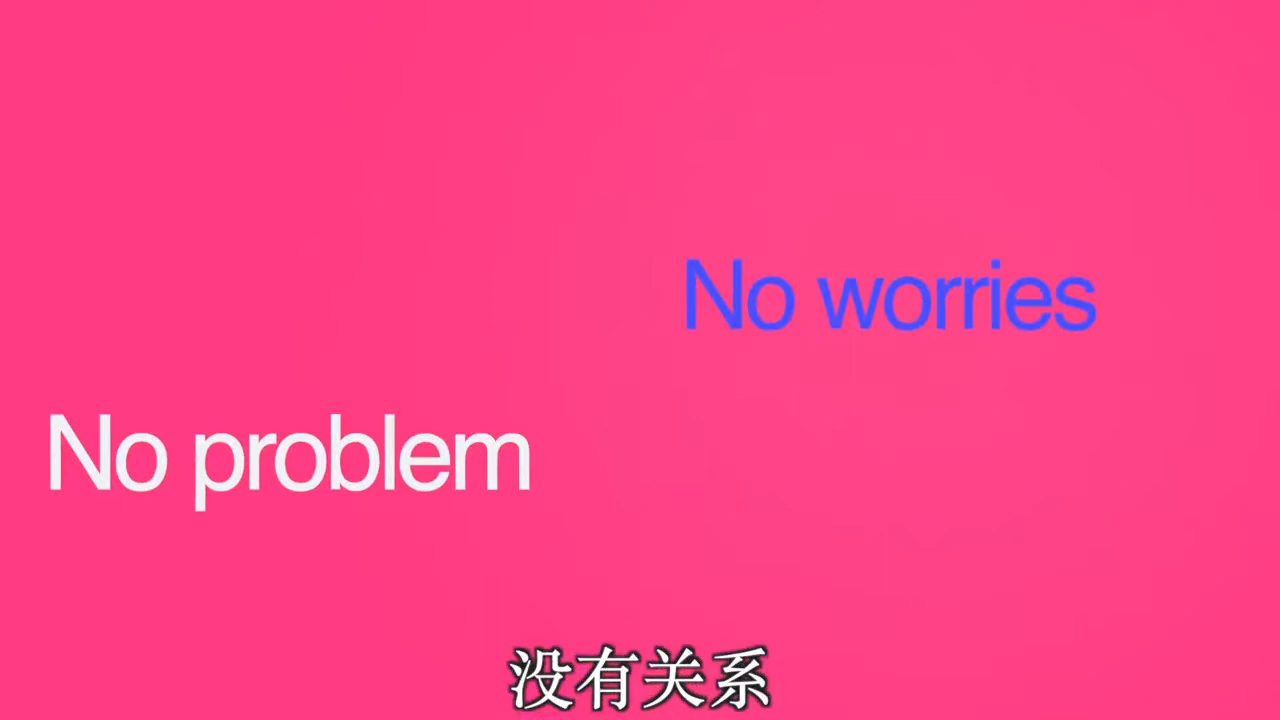 No worries
No problem
没有关系